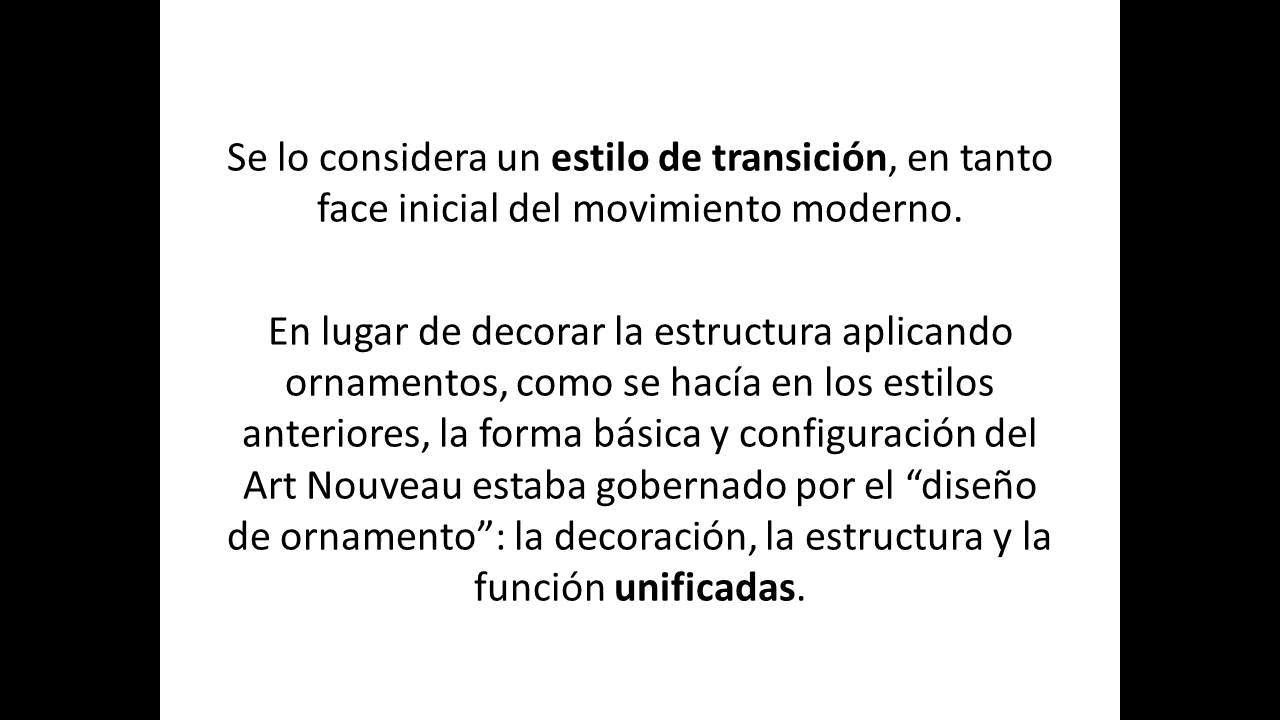 Se lo considera un estilo de transición, en tanto
face inicial del movimiento moderno.
En lugar de decorar la estructura aplicando
ornamentos, como se hacía en los estilos
anteriores, la forma básica y configuración del
Art Nouveau estaba gobernado por el “diseño
de ornamento”: la decoración, la estructura y la
función unificadas.